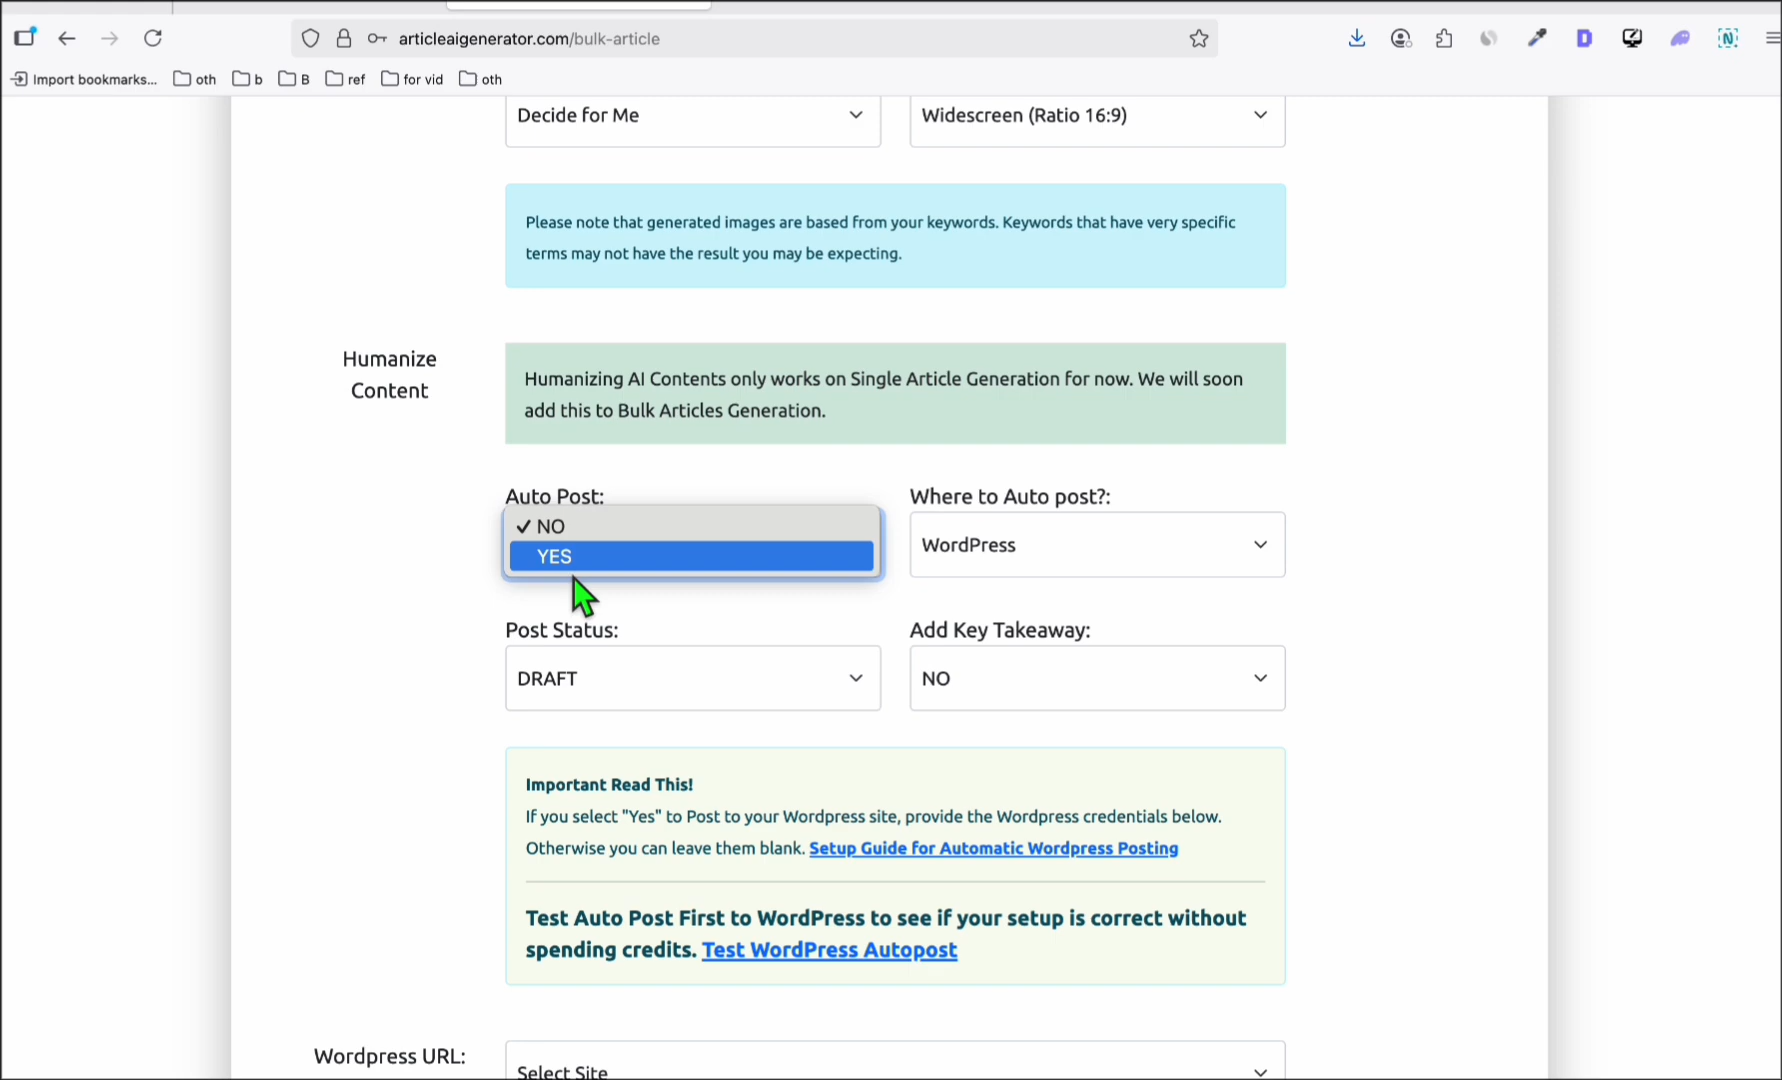 articleaigenerator.com/bulk-article
Import bookmarks...
oth
b
B
ref
for vid
oth
Decide for Me
Widescreen (Ratio 16:9)
Please note that generated images are based from your keywords. Keywords that have very specific
terms may not have the result you may be expecting.
Humanize
Content
Humanizing AI Contents only works on Single Article Generation for now. We will soon
add this to Bulk Articles Generation.
Auto Post:
Where to Auto post?:
✓ NO
YES
WordPress
Post Status:
Add Key Takeaway:
DRAFT
NO
Important Read This!
If you select "Yes" to Post to your Wordpress site, provide the Wordpress credentials below.
Otherwise you can leave them blank. Setup Guide for Automatic Wordpress Posting
Test Auto Post First to WordPress to see if your setup is correct without
spending credits. Test WordPress Autopost
Wordpress URL:
Select Site